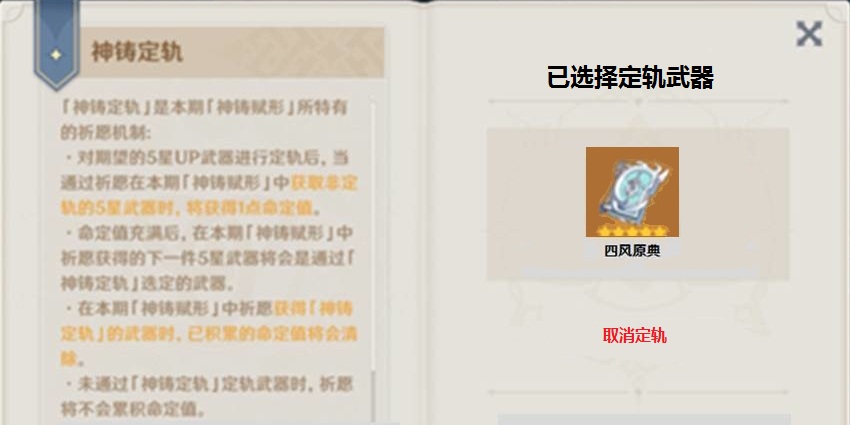 神铸定轨
「神铸定轨」是本期「神铸赋形」所特有
的祈愿机制:
·对期望的5星UP武器进行定轨后，当
通过祈愿在本期「神铸赋形」中获取非定
轨的5星武器时，将获得1点命定值。
·命定值充满后，在本期「神铸赋形」中
祈愿获得的下一件5星武器将会是通过「
神铸定轨」选定的武器。
·在本期「神铸赋形」中祈愿获得「神铸
定轨」的武器时，已积累的命定值将会清
除。
·未通过「神铸定轨」定轨武器时，祈愿
将不会累积命定值。
已选择定轨武器
四风原典
取消定轨